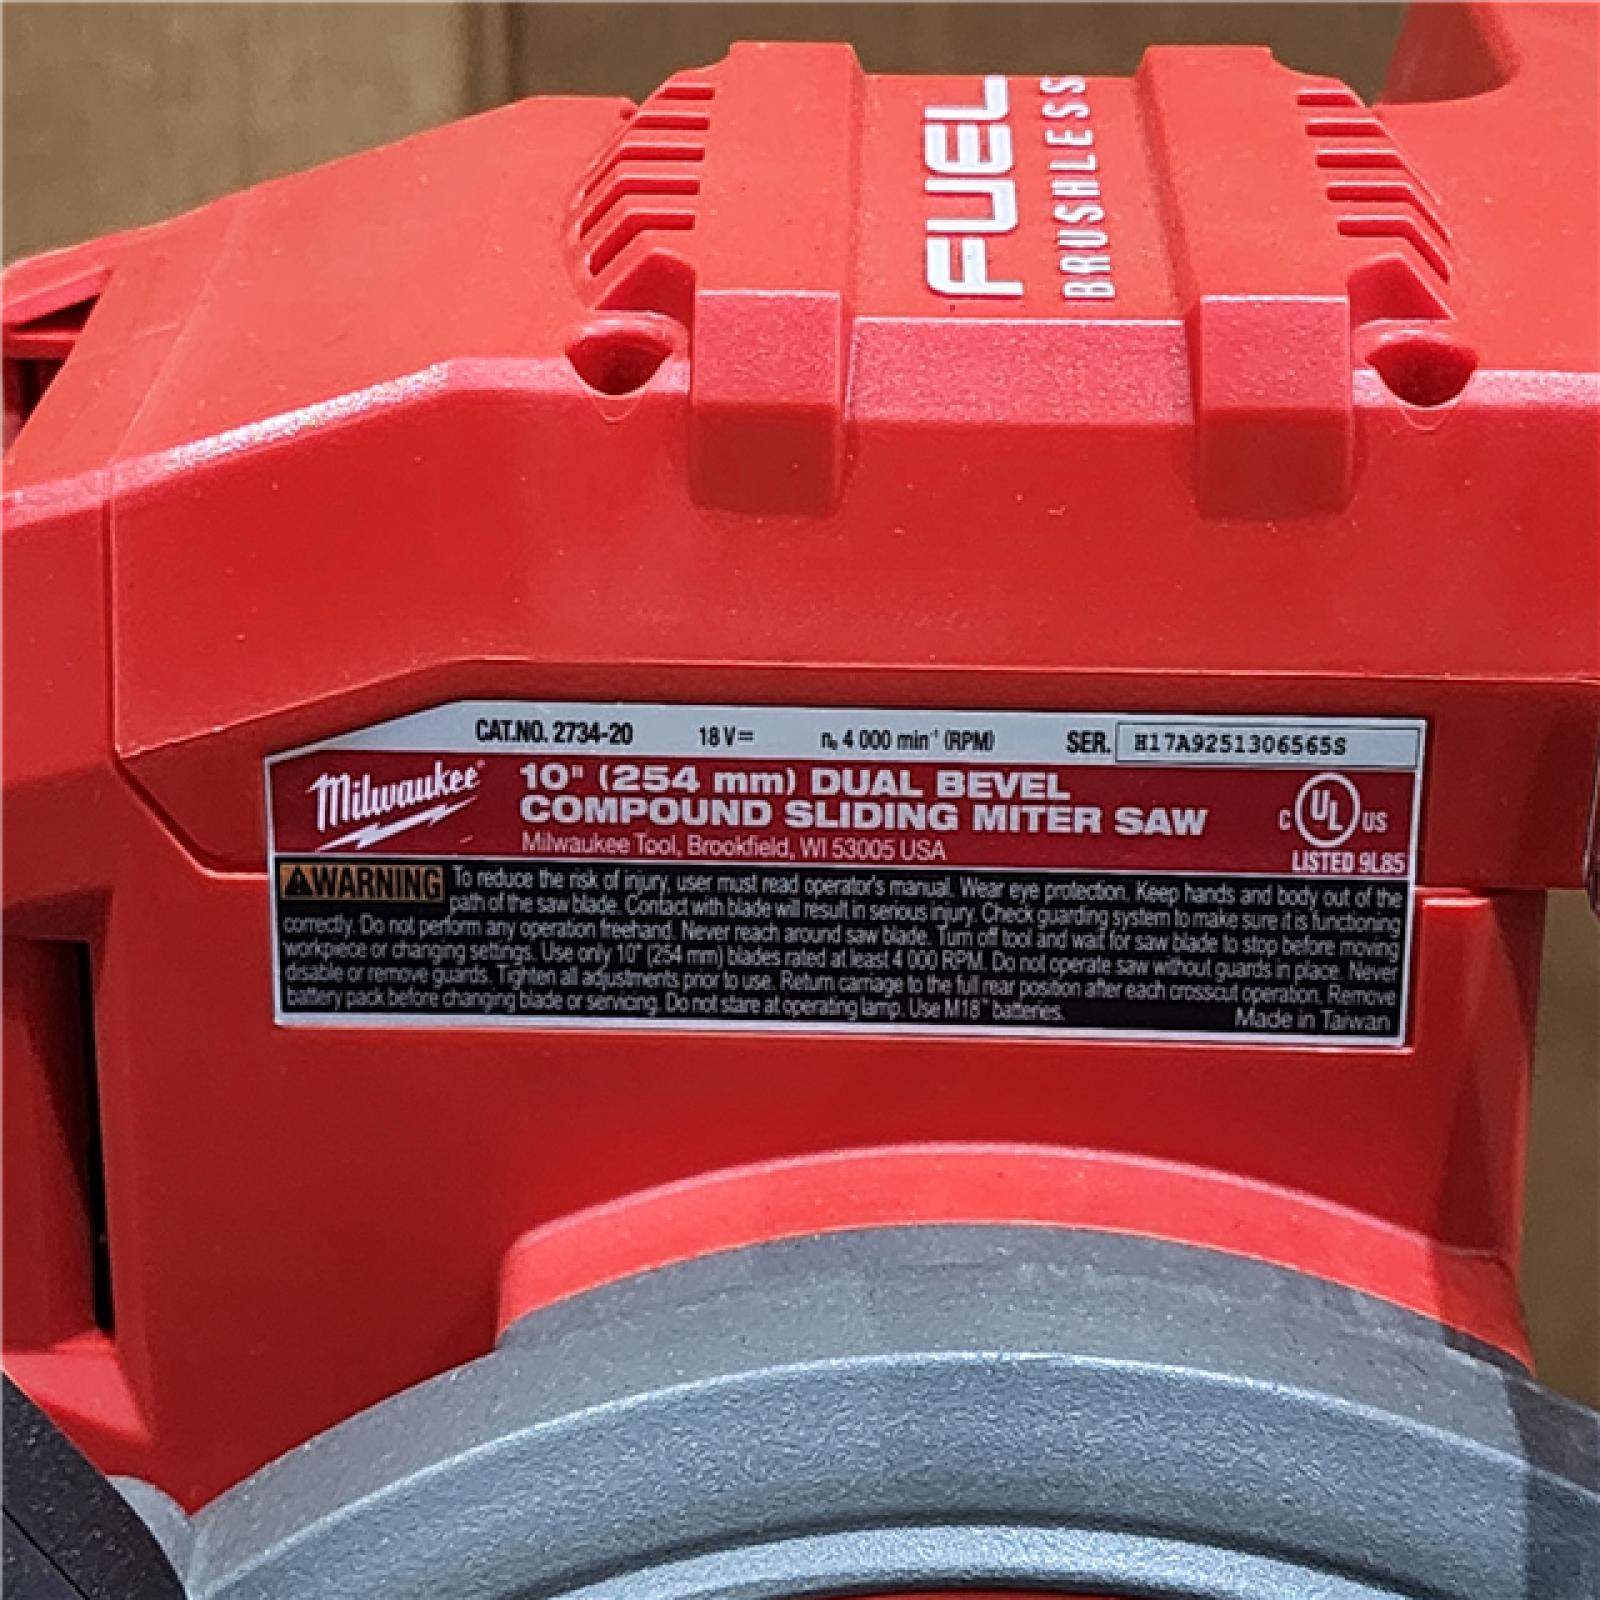 FUEL
BRUSHLESS
CAT.NO. 2734-20 18 V⎓ n₀ 4 000 min⁻¹ (RPM) SER. H17A9251306565S
Milwaukee® 10" (254 mm) DUAL BEVEL
COMPOUND SLIDING MITER SAW
Milwaukee Tool, Brookfield, WI 53005 USA
C UL US
LISTED 9L85
WARNING To reduce the risk of injury, user must read operator's manual. Wear eye protection. Keep hands and body out of the
path of the saw blade. Contact with blade will result in serious injury. Check guarding system to make sure it is functioning
correctly. Do not perform any operation freehand. Never reach around saw blade. Turn off tool and wait for saw blade to stop before moving
workpiece or changing settings. Use only 10" (254 mm) blades rated at least 4 000 RPM. Do not operate saw without guards in place. Never
disable or remove guards. Tighten all adjustments prior to use. Return carriage to the full rear position after each crosscut operation. Remove
battery pack before changing blade or servicing. Do not stare at operating lamp. Use M18™ batteries.
Made in Taiwan